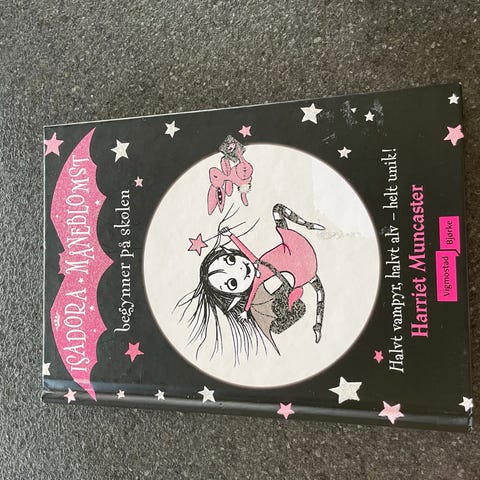 ISADORA MÅNEBLOMST
begynner på skolen
Halvt vampyr, halvt alv – helt unik!
Harriet Muncaster
Vigmostad
Bjørke